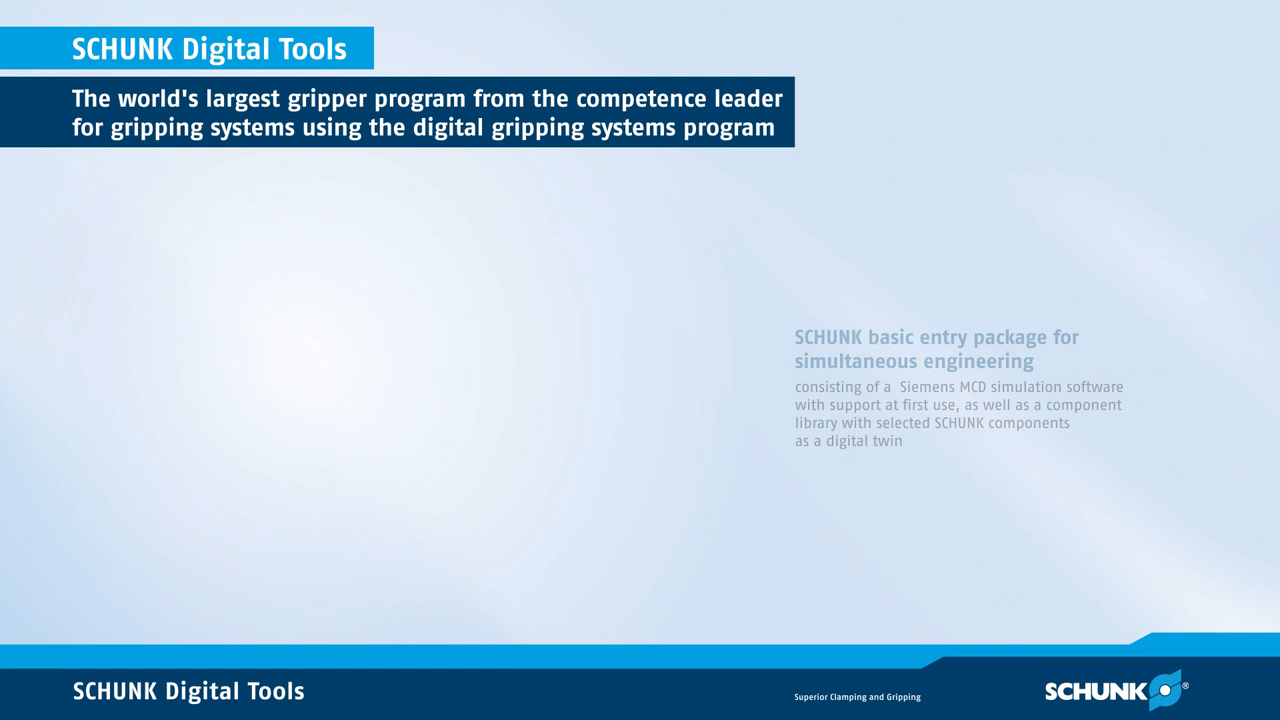 SCHUNK Digital Tools
The world's largest gripper program from the competence leader
for gripping systems using the digital gripping systems program
SCHUNK basic entry package for
simultaneous engineering
consisting of a  Siemens MCD simulation software
with support at first use, as well as a component
library with selected SCHUNK components
as a digital twin
SCHUNK Digital Tools
Superior Clamping and Gripping
SCHUNK ®